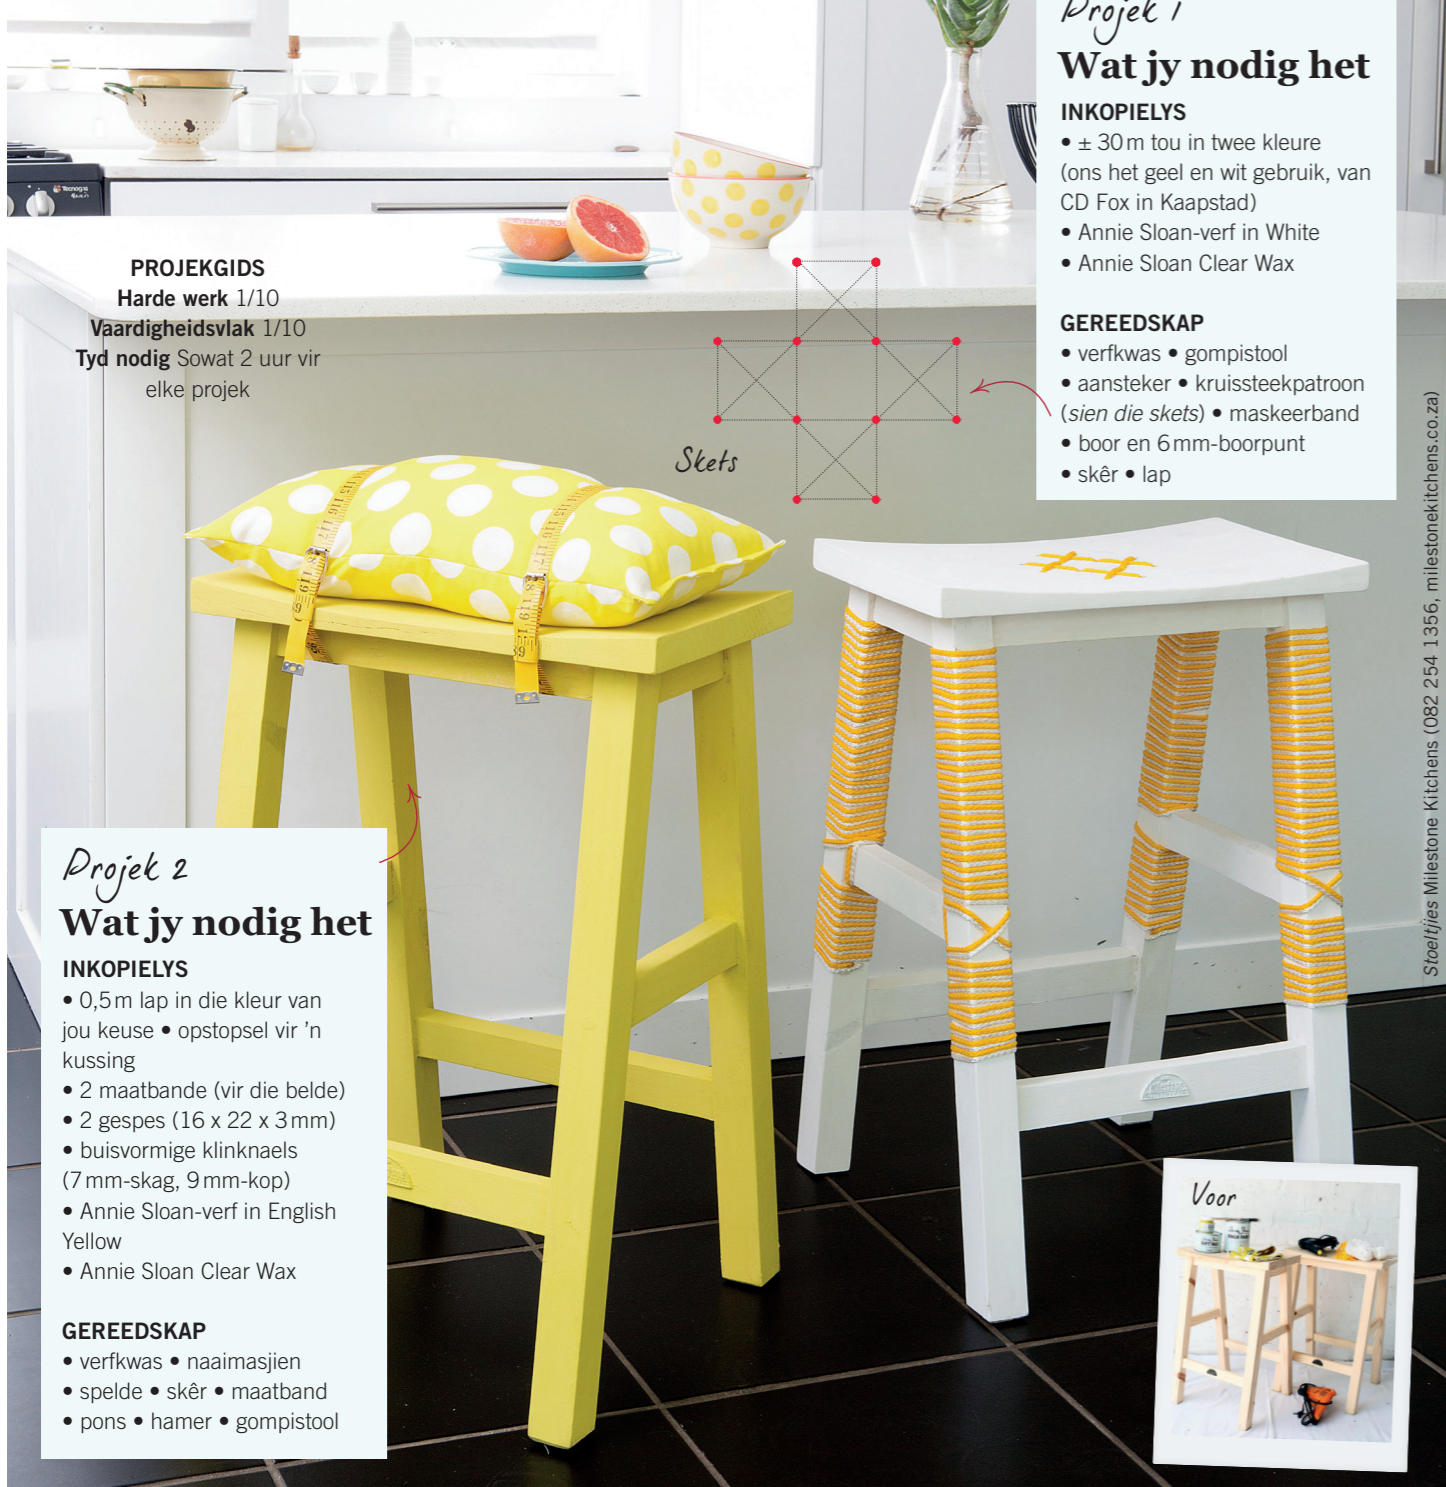 Projek 1
Wat jy nodig het
INKOPIELYS
• ± 30 m tou in twee kleure
(ons het geel en wit gebruik, van
CD Fox in Kaapstad)
• Annie Sloan-verf in White
• Annie Sloan Clear Wax
GEREEDSKAP
• verfkwas • gompistool
• aansteker • kruissteekpatroon
(sien die skets) • maskeerband
• boor en 6 mm-boorpunt
• skêr • lap
PROJEKGIDS
Harde werk 1/10
Vaardigheidsvlak 1/10
Tyd nodig Sowat 2 uur vir
elke projek
Skets
Projek 2
Wat jy nodig het
INKOPIELYS
• 0,5 m lap in die kleur van
jou keuse • opstopsel vir ’n
kussing
• 2 maatbande (vir die belde)
• 2 gespes (16 x 22 x 3 mm)
• buisvormige klinknaels
(7 mm-skag, 9 mm-kop)
• Annie Sloan-verf in English
Yellow
• Annie Sloan Clear Wax
GEREEDSKAP
• verfkwas • naaimasjien
• spelde • skêr • maatband
• pons • hamer • gompistool
Voor
Stoeltjies Milestone Kitchens (082 254 1356, milestonekitchens.co.za)